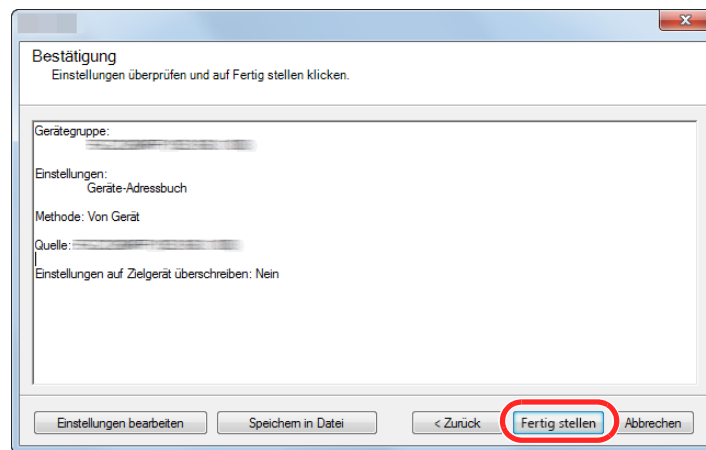 Bestätigung
Einstellungen überprüfen und auf Fertig stellen klicken.
Gerätegruppe:
Einstellungen:
Geräte-Adressbuch
Methode: Von Gerät
Quelle:
Einstellungen auf Zielgerät überschreiben: Nein
Einstellungen bearbeiten Speichern in Datei < Zurück Fertig stellen Abbrechen